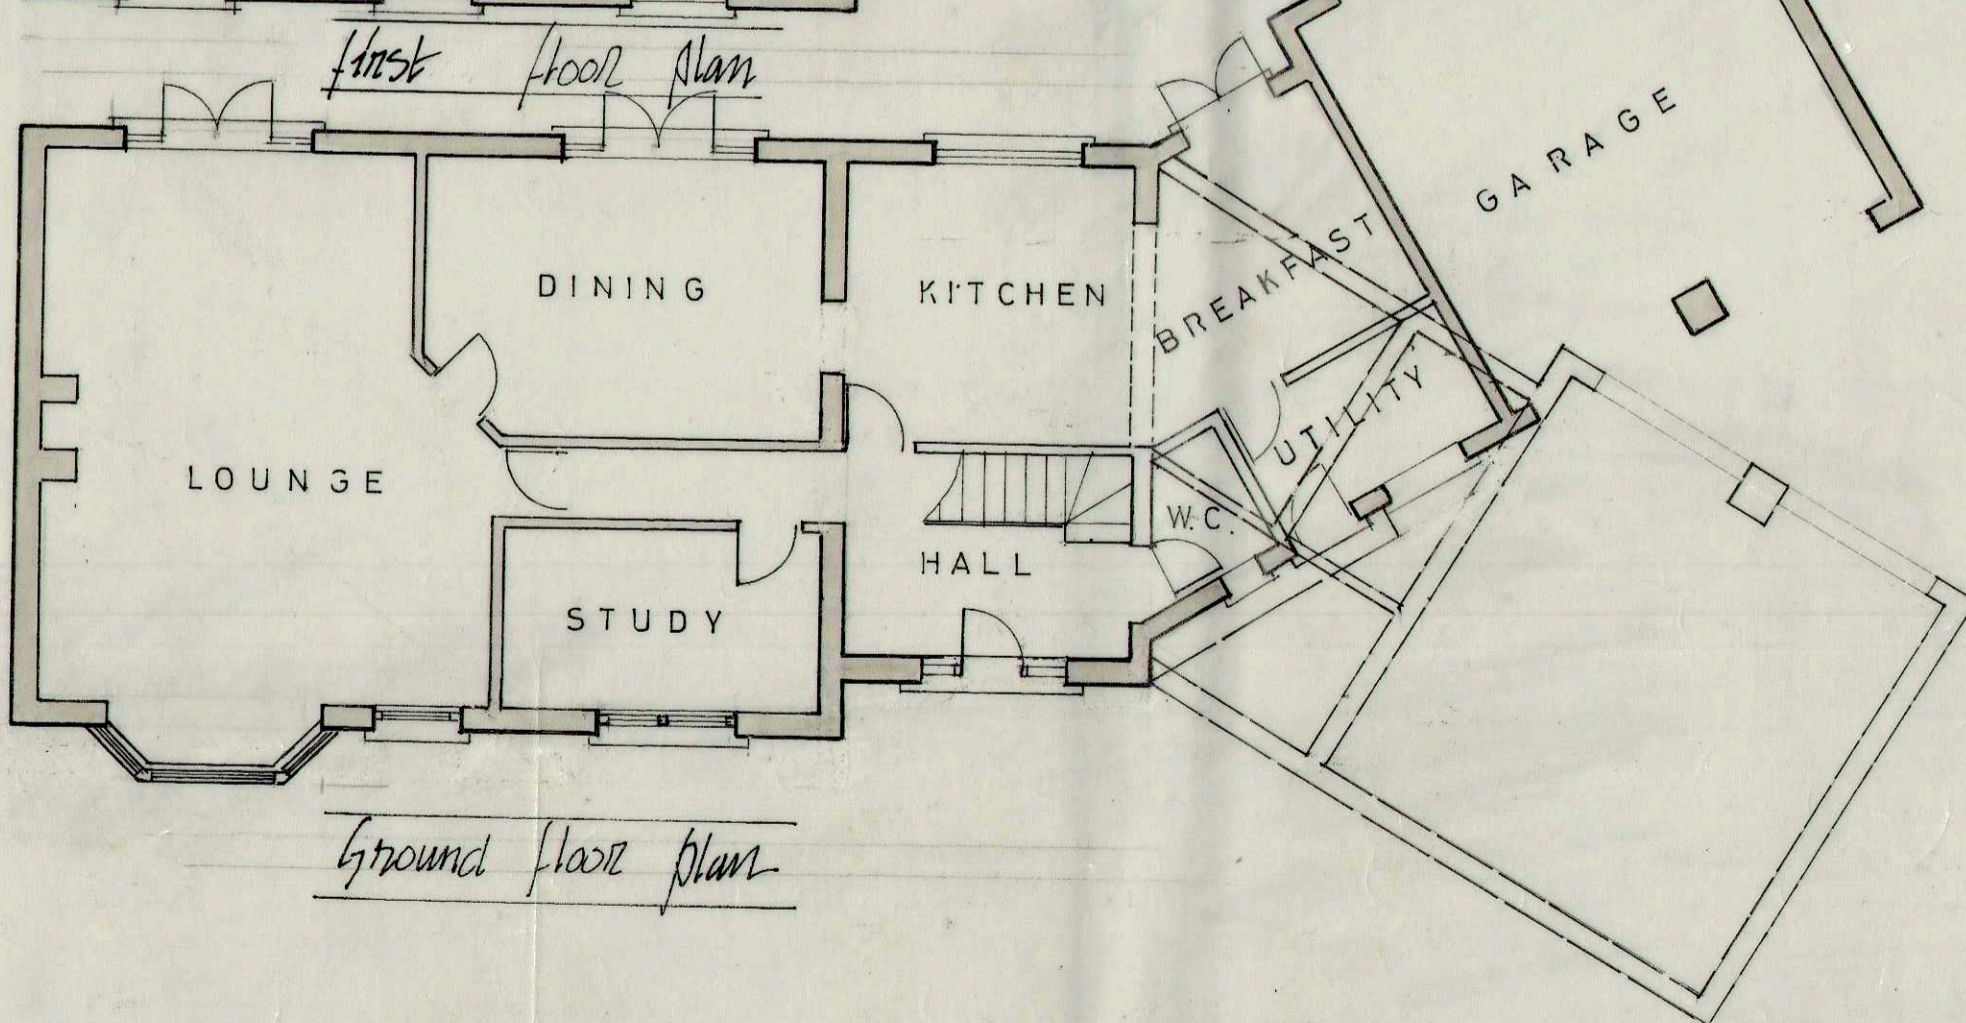 first floor plan
GARAGE
DINING
KITCHEN
BREAKFAST
LOUNGE
UTILITY
W.C.
HALL
STUDY
Ground floor plan